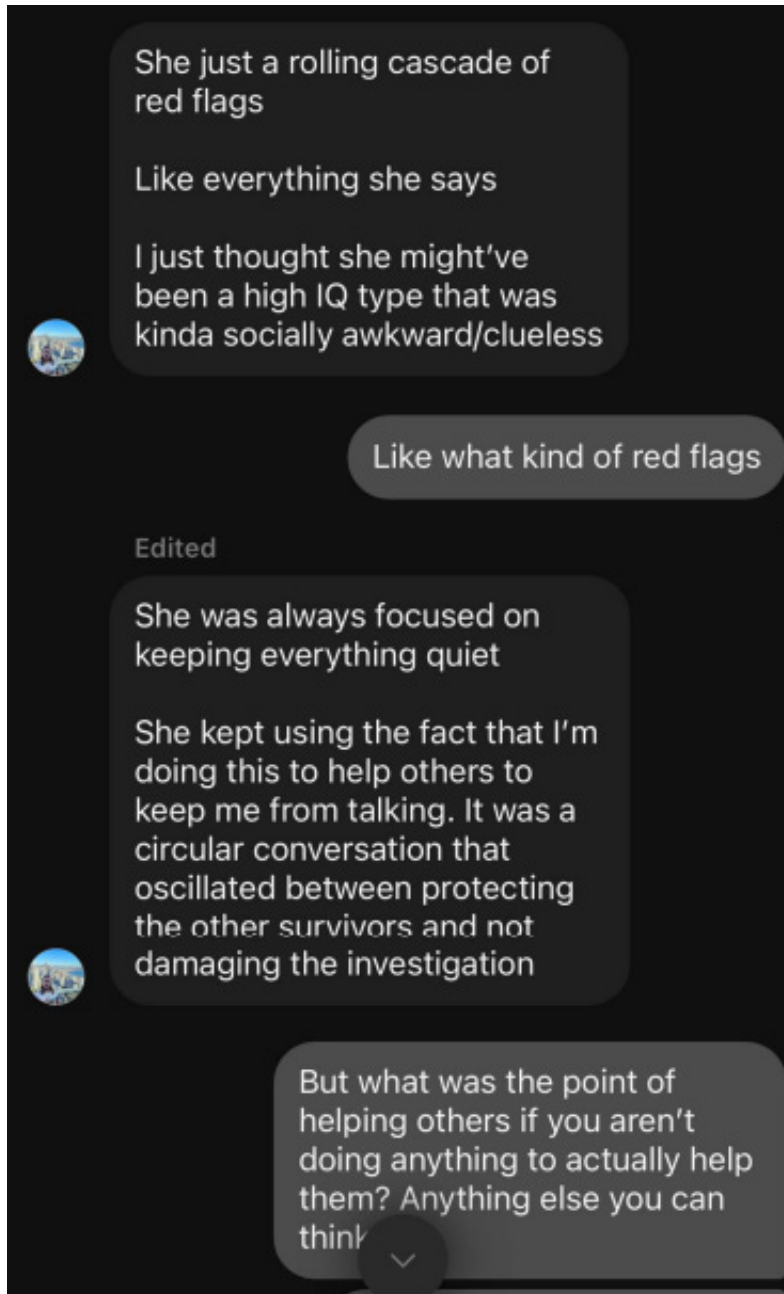 She just a rolling cascade of
red flags
Like everything she says
I just thought she might’ve
been a high IQ type that was
kinda socially awkward/clueless
Like what kind of red flags
Edited
She was always focused on
keeping everything quiet
She kept using the fact that I’m
doing this to help others to
keep me from talking. It was a
circular conversation that
oscillated between protecting
the other survivors and not
damaging the investigation
But what was the point of
helping others if you aren’t
doing anything to actually help
them? Anything else you can
think